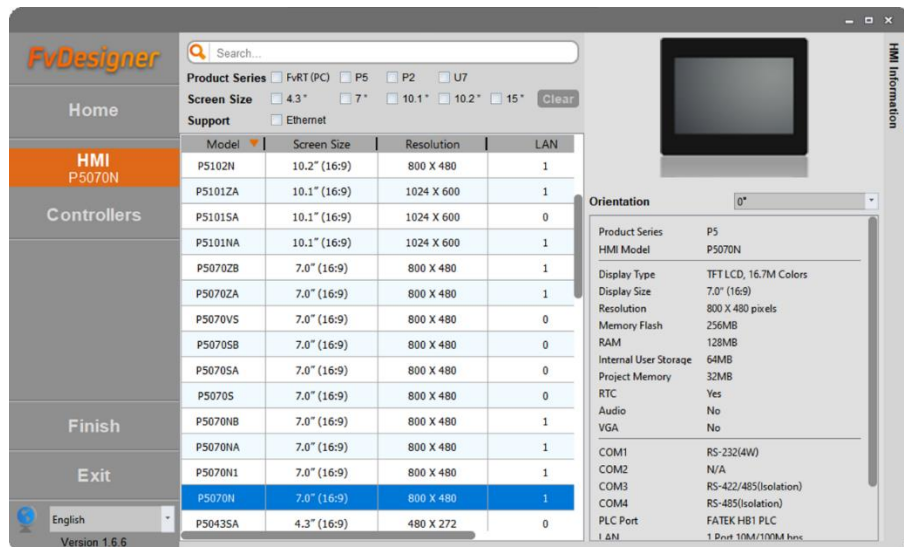 FvDesigner
Home
HMI
P5070N
Controllers
Finish
Exit
English
Version 1.6.6
Search...
Product Series FvRT (PC) P5 P2 U7
Screen Size 4.3" 7" 10.1" 10.2" 15" Clear
Support Ethernet
Model Screen Size Resolution LAN
P5102N 10.2" (16:9) 800 X 480 1
P5101ZA 10.1" (16:9) 1024 X 600 1
P5101SA 10.1" (16:9) 1024 X 600 0
P5101NA 10.1" (16:9) 1024 X 600 1
P5070ZB 7.0" (16:9) 800 X 480 1
P5070ZA 7.0" (16:9) 800 X 480 1
P5070VS 7.0" (16:9) 800 X 480 0
P5070SB 7.0" (16:9) 800 X 480 0
P5070SA 7.0" (16:9) 800 X 480 0
P5070S 7.0" (16:9) 800 X 480 0
P5070NB 7.0" (16:9) 800 X 480 1
P5070NA 7.0" (16:9) 800 X 480 1
P5070N1 7.0" (16:9) 800 X 480 1
P5070N 7.0" (16:9) 800 X 480 1
P5043SA 4.3" (16:9) 480 X 272 0
HMI Information
Orientation 0°
Product Series P5
HMI Model P5070N
Display Type TFT LCD, 16.7M Colors
Display Size 7.0" (16:9)
Resolution 800 X 480 pixels
Memory Flash 256MB
RAM 128MB
Internal User Storage 64MB
Project Memory 32MB
RTC Yes
Audio No
VGA No
COM1 RS-232(4W)
COM2 N/A
COM3 RS-422/485(Isolation)
COM4 RS-485(Isolation)
PLC Port FATEK HB1 PLC
LAN 1 Port 10M/100M bps